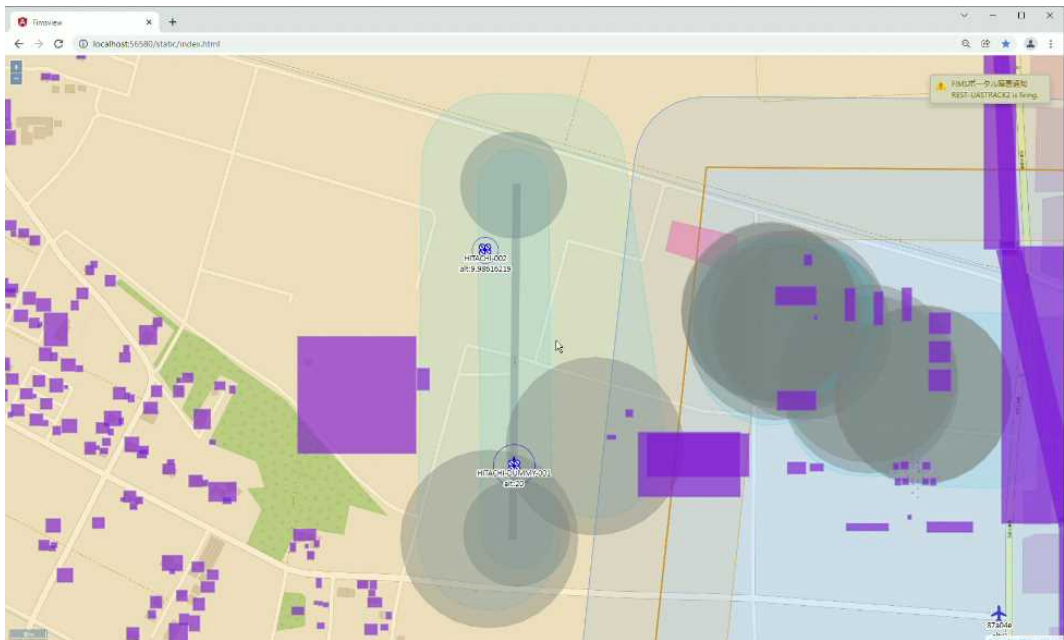 Fimsview
localhost:56580/static/index.html
FIMSポータル障害通知
REST-UASTRACK2 is firing.
HITACHI-002
alt:9.98616219
HITACHI-DUMMY-001
alt:20
87a04e